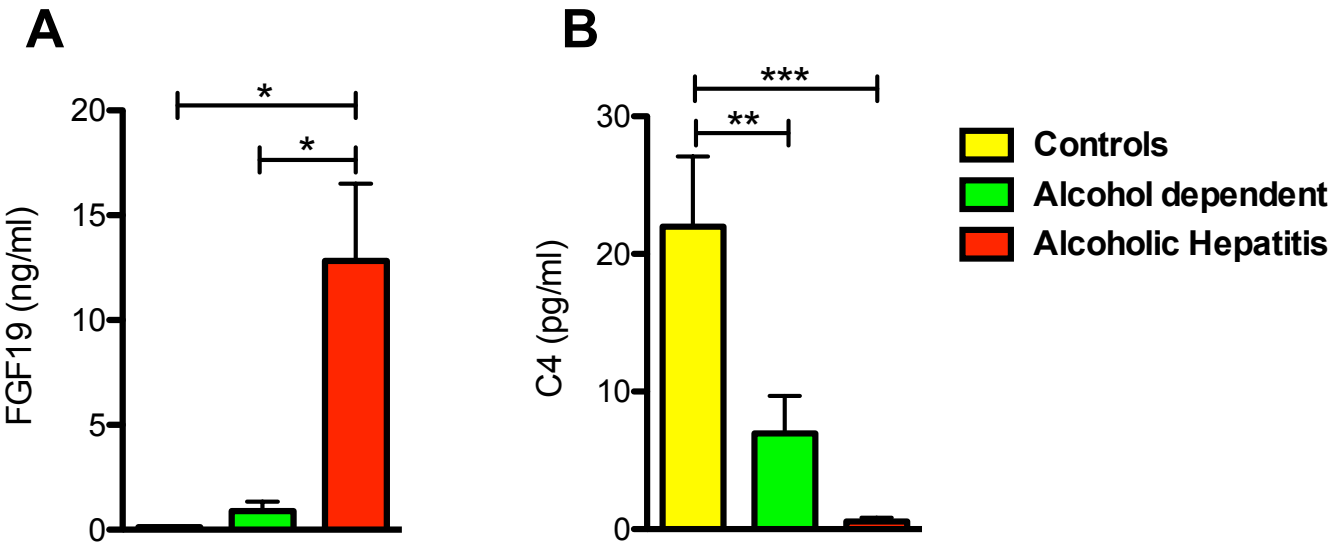 A
FGF19 (ng/ml)
20
15
10
5
0
*
*
B
C4 (pg/ml)
30
20
10
0
***
**
Controls
Alcohol dependent
Alcoholic Hepatitis